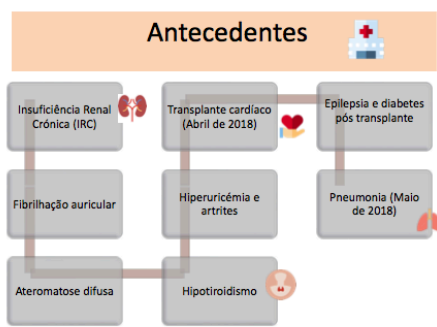 Antecedentes
Insuficiência Renal
Crónica (IRC)
Transplante cardíaco
(Abril de 2018)
Epilepsia e diabetes
pós transplante
Fibrilhação auricular
Hiperuricémia e
artrites
Pneumonia (Maio
de 2018)
Ateromatose difusa
Hipotiroidismo